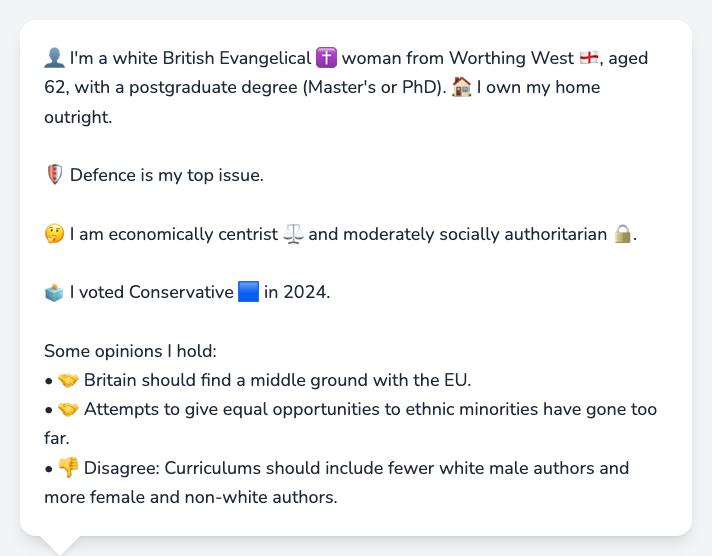 👤 I'm a white British Evangelical ✝️ woman from Worthing West 🏴󠁧󠁢󠁥󠁮󠁧󠁿, aged
62, with a postgraduate degree (Master's or PhD). 🏠 I own my home
outright.
🛡️ Defence is my top issue.
🤔 I am economically centrist ⚖️ and moderately socially authoritarian 🔒.
🗳️ I voted Conservative 🟦 in 2024.
Some opinions I hold:
• 🤝 Britain should find a middle ground with the EU.
• 🤝 Attempts to give equal opportunities to ethnic minorities have gone too
far.
• 👎 Disagree: Curriculums should include fewer white male authors and
more female and non-white authors.